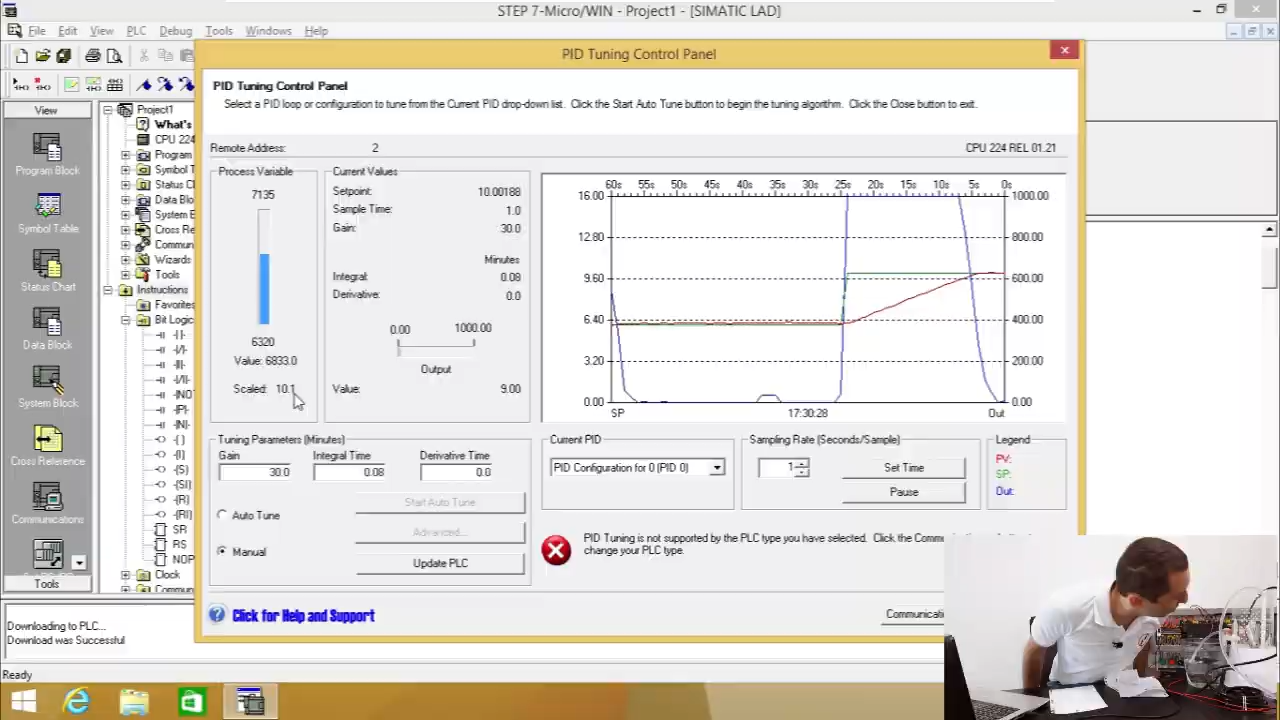 STEP 7-Micro/WIN - Project1 - [SIMATIC LAD]
File Edit View PLC Debug Tools Windows Help
PID Tuning Control Panel
PID Tuning Control Panel
Select a PID loop or configuration to tune from the Current PID drop-down list. Click the Start Auto Tune button to begin the tuning algorithm. Click the Close button to exit.
Remote Address: 2
CPU 224 REL 01.21
View
Program Block
Symbol Table
Status Chart
Data Block
System Block
Cross Reference
Communications
Tools
Project1
What's
CPU 224
Program
Symbol T
Status C
Data Blo
System B
Cross Re
Commun
Wizards
Tools
Instructions
Favorites
Bit Logic
SR
RS
NOP
Clock
Process Variable
7135
6320
Value: 6833.0
Scaled: 10.1
Current Values
Setpoint: 10.00188
Sample Time: 1.0
Gain: 30.0
Minutes
Integral: 0.08
Derivative: 0.0
0.00 1000.00
Output
Value: 9.00
60s 55s 50s 45s 40s 35s 30s 25s 20s 15s 10s 5s 0s
16.00 1000.00
12.80 800.00
9.60 600.00
6.40 400.00
3.20 200.00
0.00 0.00
SP 17:30:28 Out
Tuning Parameters (Minutes)
Gain Integral Time Derivative Time
30.0 0.08 0.0
Start Auto Tune
Auto Tune
Advanced...
Manual
Update PLC
Current PID
PID Configuration for 0 (PID 0)
Sampling Rate (Seconds/Sample)
1
Set Time
Pause
Legend
PV:
SP:
Out:
PID Tuning is not supported by the PLC type you have selected. Click the Commun
change your PLC type.
Click for Help and Support
Communicati
Downloading to PLC...
Download was Successful
Ready